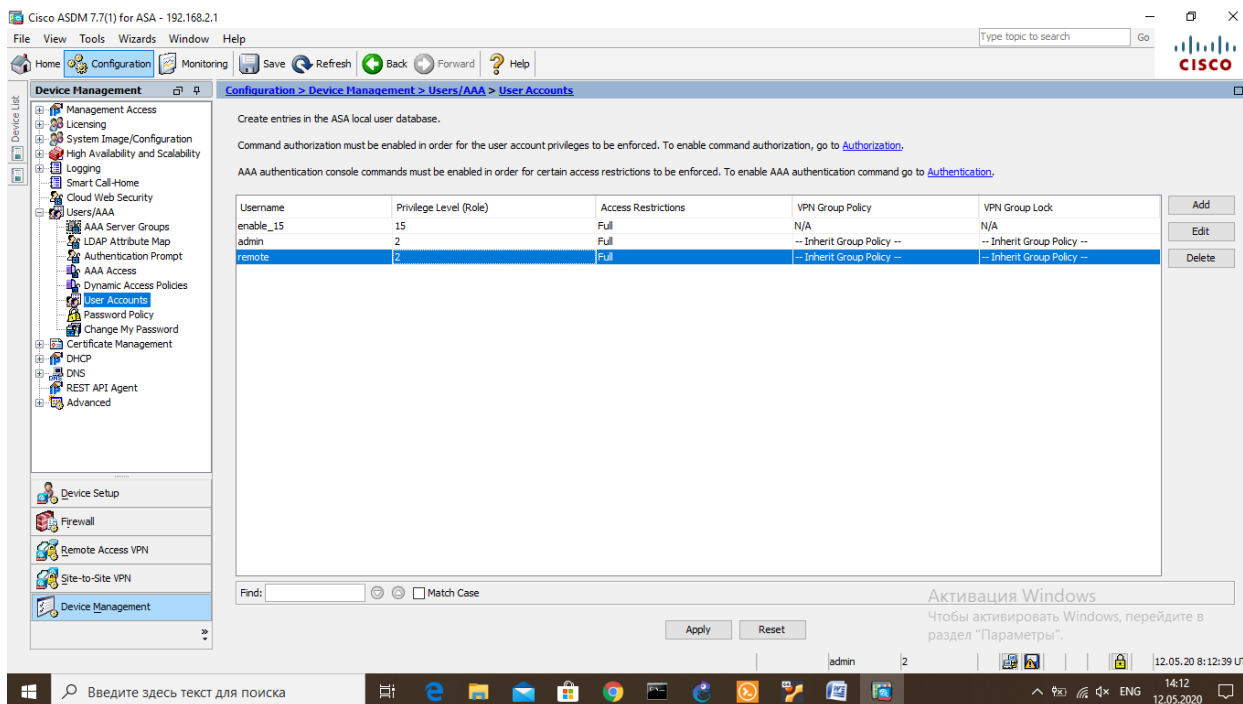 Cisco ASDM 7.7(1) for ASA - 192.168.2.1
File View Tools Wizards Window Help
Type topic to search Go
Home Configuration Monitoring Save Refresh Back Forward Help
CISCO
Device List
Device Management
Management Access
Licensing
System Image/Configuration
High Availability and Scalability
Logging
Smart Call-Home
Cloud Web Security
Users/AAA
AAA Server Groups
LDAP Attribute Map
Authentication Prompt
AAA Access
Dynamic Access Policies
User Accounts
Password Policy
Change My Password
Certificate Management
DHCP
DNS
REST API Agent
Advanced
Device Setup
Firewall
Remote Access VPN
Site-to-Site VPN
Device Management
Configuration > Device Management > Users/AAA > User Accounts
Create entries in the ASA local user database.
Command authorization must be enabled in order for the user account privileges to be enforced. To enable command authorization, go to Authorization.
AAA authentication console commands must be enabled in order for certain access restrictions to be enforced. To enable AAA authentication command go to Authentication.
Username Privilege Level (Role) Access Restrictions VPN Group Policy VPN Group Lock
enable_15 15 Full N/A N/A
admin 2 Full -- Inherit Group Policy -- -- Inherit Group Policy --
remote 2 Full -- Inherit Group Policy -- -- Inherit Group Policy --
Add
Edit
Delete
Find: Match Case
Apply Reset
Активация Windows
Чтобы активировать Windows, перейдите в
раздел "Параметры".
admin 2 12.05.20 8:12:39 UT
Введите здесь текст для поиска
ENG
14:12
12.05.2020